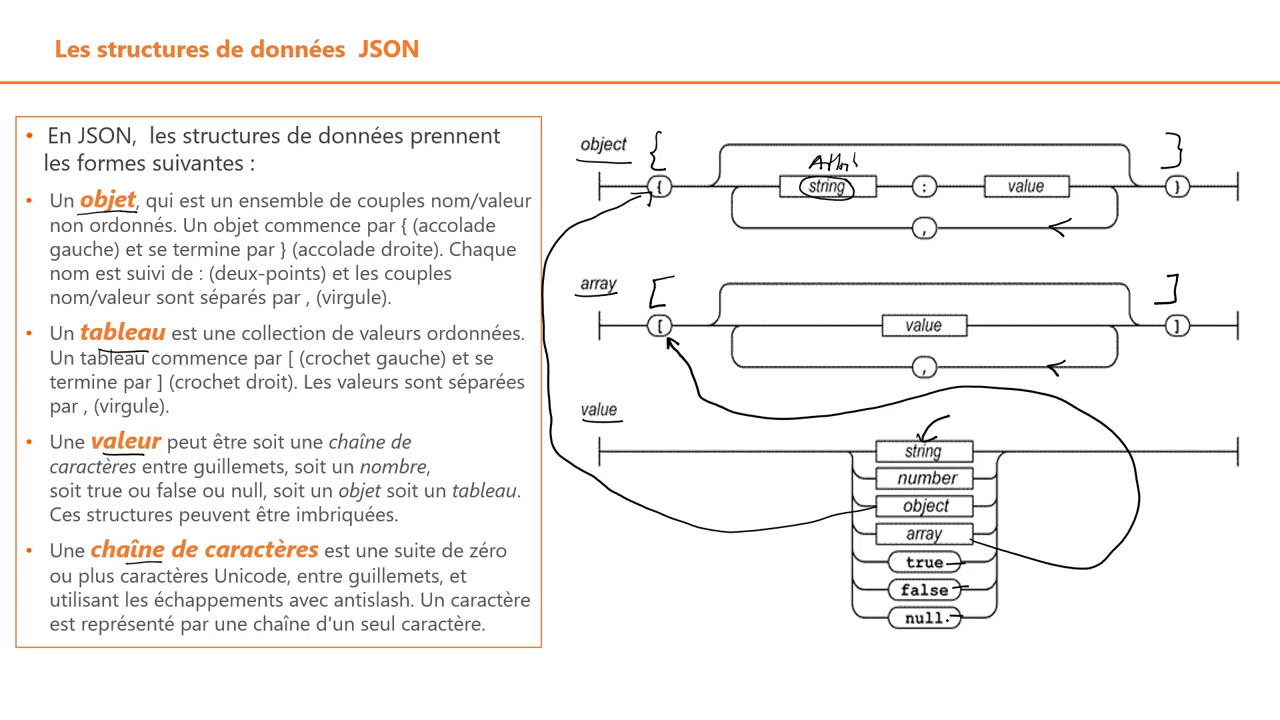 Les structures de données JSON
• En JSON, les structures de données prennent
les formes suivantes :
• Un objet, qui est un ensemble de couples nom/valeur
non ordonnés. Un objet commence par { (accolade
gauche) et se termine par } (accolade droite). Chaque
nom est suivi de : (deux-points) et les couples
nom/valeur sont séparés par , (virgule).
• Un tableau est une collection de valeurs ordonnées.
Un tableau commence par [ (crochet gauche) et se
termine par ] (crochet droit). Les valeurs sont séparées
par , (virgule).
• Une valeur peut être soit une chaîne de
caractères entre guillemets, soit un nombre,
soit true ou false ou null, soit un objet soit un tableau.
Ces structures peuvent être imbriquées.
• Une chaîne de caractères est une suite de zéro
ou plus caractères Unicode, entre guillemets, et
utilisant les échappements avec antislash. Un caractère
est représenté par une chaîne d'un seul caractère.
object { }
{ string : value }
,
array [ ]
[ value ]
,
value
string
number
object
array
true
false
null